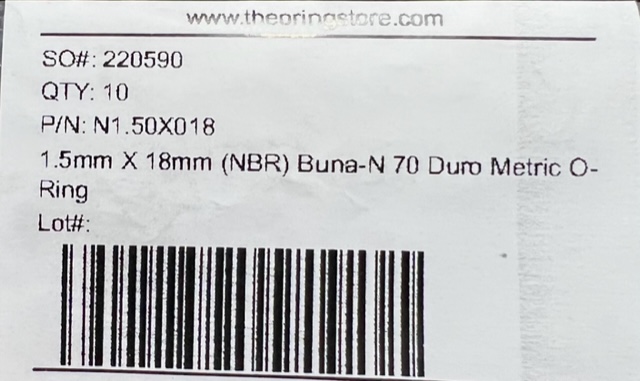 www.theoringstore.com
SO#: 220590
QTY: 10
P/N: N1.50X018
1.5mm X 18mm (NBR) Buna-N 70 Duro Metric O-
Ring
Lot#: